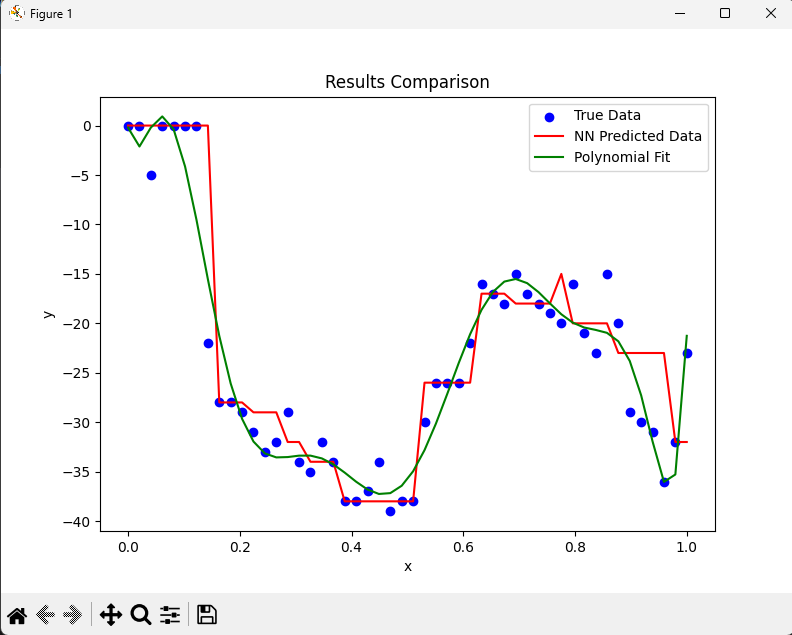 Figure 1
Results Comparison
True Data
NN Predicted Data
Polynomial Fit
0
−5
−10
−15
−20
−25
−30
−35
−40
y
0.0 0.2 0.4 0.6 0.8 1.0
x